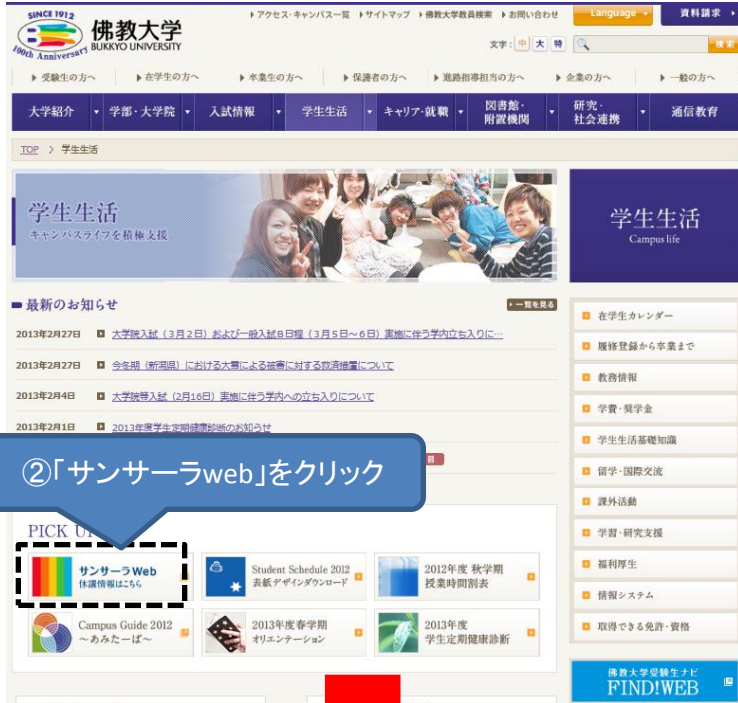 SINCE 1912
100th Anniversary
佛教大学
BUKKYO UNIVERSITY
アクセス・キャンパス一覧
サイトマップ
佛教大学教員検索
お問い合わせ
Language
資料請求
文字:
中
大
特
検索
受験生の方へ
在学生の方へ
卒業生の方へ
保護者の方へ
進路指導担当の方へ
企業の方へ
一般の方へ
大学紹介
学部・大学院
入試情報
学生生活
キャリア・就職
図書館・
附置機関
研究・
社会連携
通信教育
TOP > 学生生活
学生生活
キャンパスライフを積極支援
学生生活
Campus life
最新のお知らせ
一覧を見る
2013年2月27日 大学院入試(3月2日)および一般入試B日程(3月5日~6日)実施に伴う学内立ち入りに…
2013年2月27日 今冬期(新潟県)における大雪による被害に対する救済措置について
2013年2月4日 大学院等入試(2月16日)実施に伴う学内への立ち入りについて
2013年2月1日 2013年度学生定期健康診断のお知らせ
②「サンサーラweb」をクリック
PICK U
サンサーラWeb
休講情報はこちら
Student Schedule 2012
表紙デザインダウンロード
2012年度 秋学期
授業時間割表
Campus Guide 2012
~あみたーば~
2013年度春学期
オリエンテーション
2013年度
学生定期健康診断
在学生カレンダー
履修登録から卒業まで
教務情報
学費・奨学金
学生生活基礎知識
留学・国際交流
課外活動
学習・研究支援
福利厚生
情報システム
取得できる免許・資格
佛教大学受験生ナビ
FIND!WEB